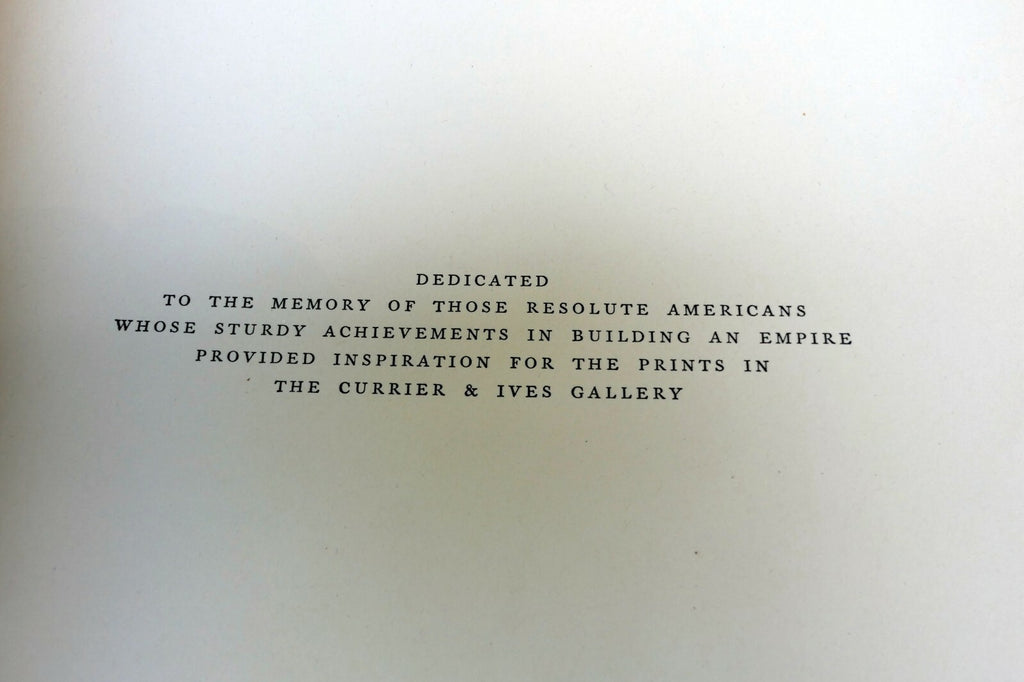 DEDICATED
TO THE MEMORY OF THOSE RESOLUTE AMERICANS
WHOSE STURDY ACHIEVEMENTS IN BUILDING AN EMPIRE
PROVIDED INSPIRATION FOR THE PRINTS IN
THE CURRIER & IVES GALLERY